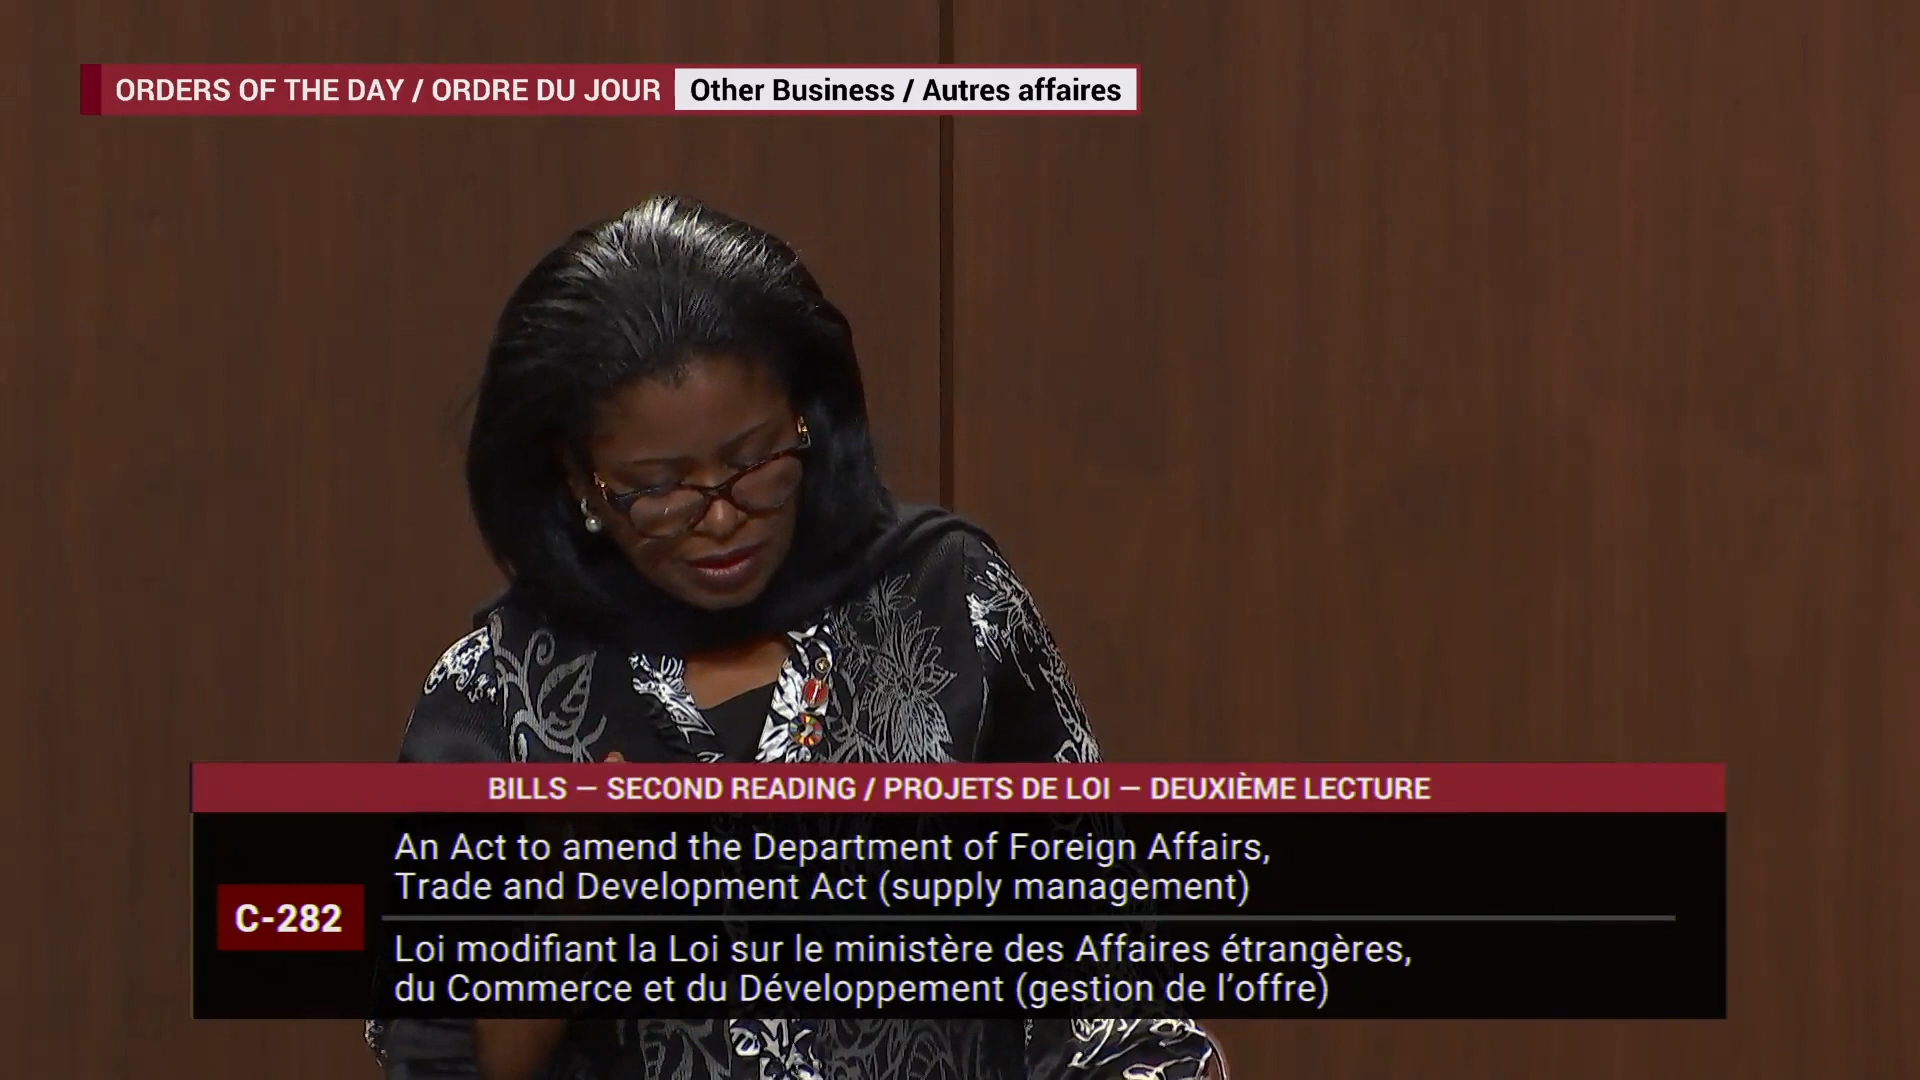 ORDERS OF THE DAY / ORDRE DU JOUR Other Business / Autres affaires
BILLS – SECOND READING / PROJETS DE LOI – DEUXIÈME LECTURE
C-282
An Act to amend the Department of Foreign Affairs,
Trade and Development Act (supply management)
Loi modifiant la Loi sur le ministère des Affaires étrangères,
du Commerce et du Développement (gestion de l’offre)